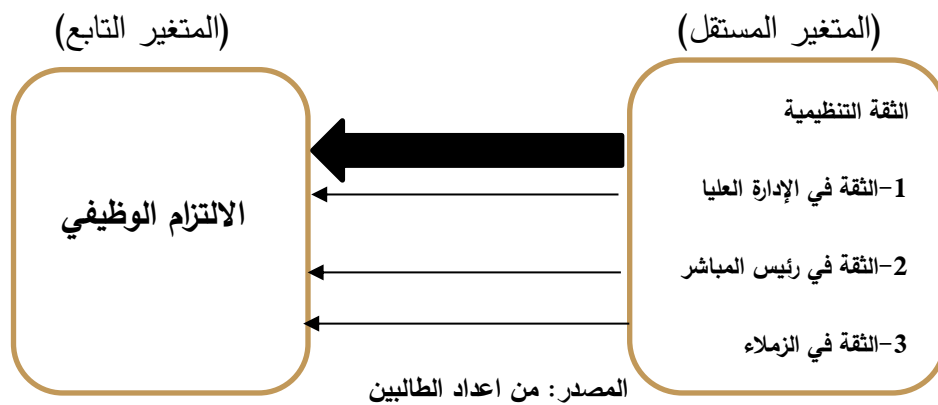 (المتغير المستقل)
(المتغير التابع)
الثقة التنظيمية
1-الثقة في الإدارة العليا
2-الثقة في رئيس المباشر
3-الثقة في الزملاء
الالتزام الوظيفي
المصدر: من اعداد الطالبين